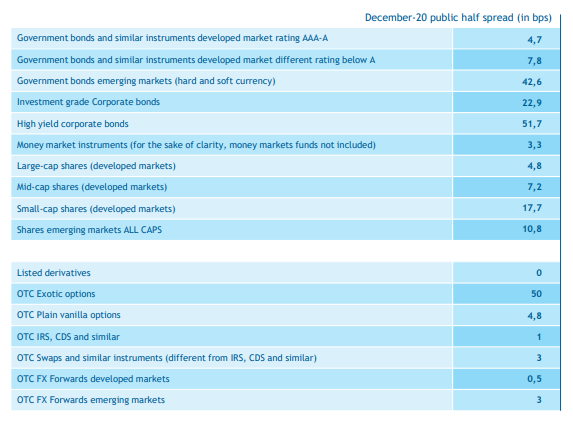 December-20 public half spread (in bps)
Government bonds and similar instruments developed market rating AAA-A 4,7
Government bonds and similar instruments developed market different rating below A 7,8
Government bonds emerging markets (hard and soft currency) 42,6
Investment grade Corporate bonds 22,9
High yield corporate bonds 51,7
Money market instruments (for the sake of clarity, money markets funds not included) 3,3
Large-cap shares (developed markets) 4,8
Mid-cap shares (developed markets) 7,2
Small-cap shares (developed markets) 17,7
Shares emerging markets ALL CAPS 10,8
Listed derivatives 0
OTC Exotic options 50
OTC Plain vanilla options 4,8
OTC IRS, CDS and similar 1
OTC Swaps and similar instruments (different from IRS, CDS and similar) 3
OTC FX Forwards developed markets 0,5
OTC FX Forwards emerging markets 3